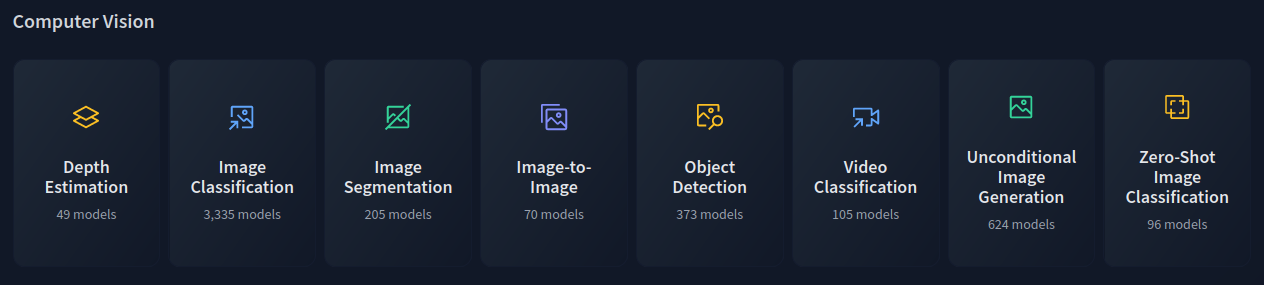 Computer Vision
Depth
Estimation
49 models
Image
Classification
3,335 models
Image
Segmentation
205 models
Image-to-
Image
70 models
Object
Detection
373 models
Video
Classification
105 models
Unconditional
Image
Generation
624 models
Zero-Shot
Image
Classification
96 models